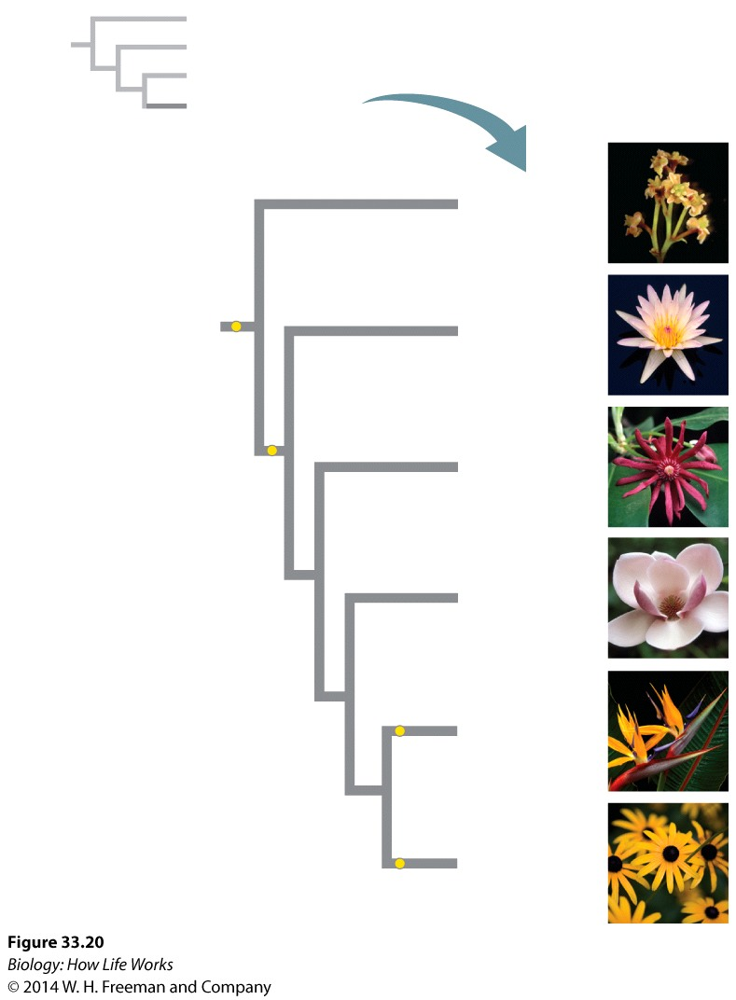 Figure 33.20
Biology: How Life Works
© 2014 W. H. Freeman and Company